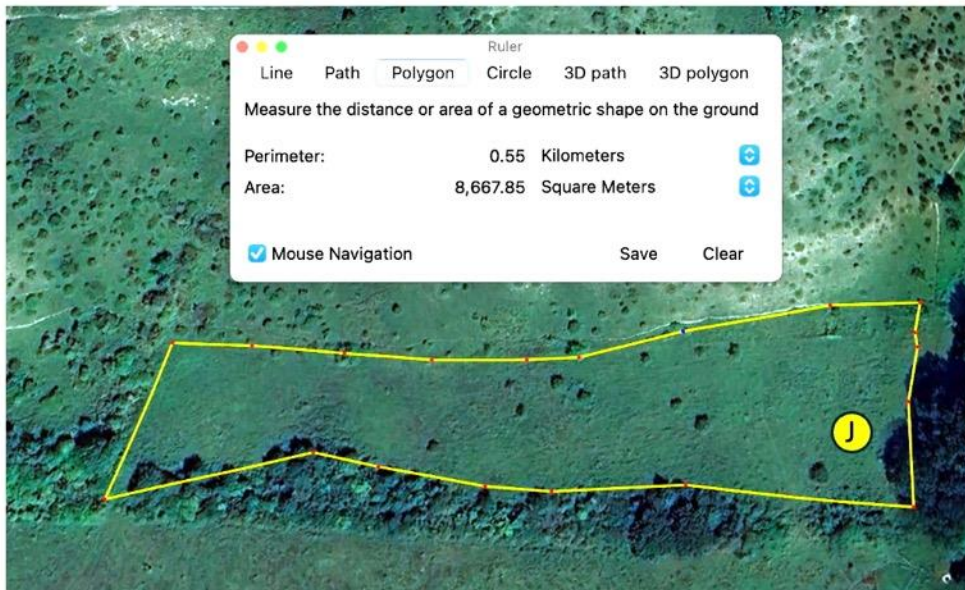 Ruler
Line Path Polygon Circle 3D path 3D polygon
Measure the distance or area of a geometric shape on the ground
Perimeter: 0.55 Kilometers
Area: 8,667.85 Square Meters
Mouse Navigation Save Clear
J